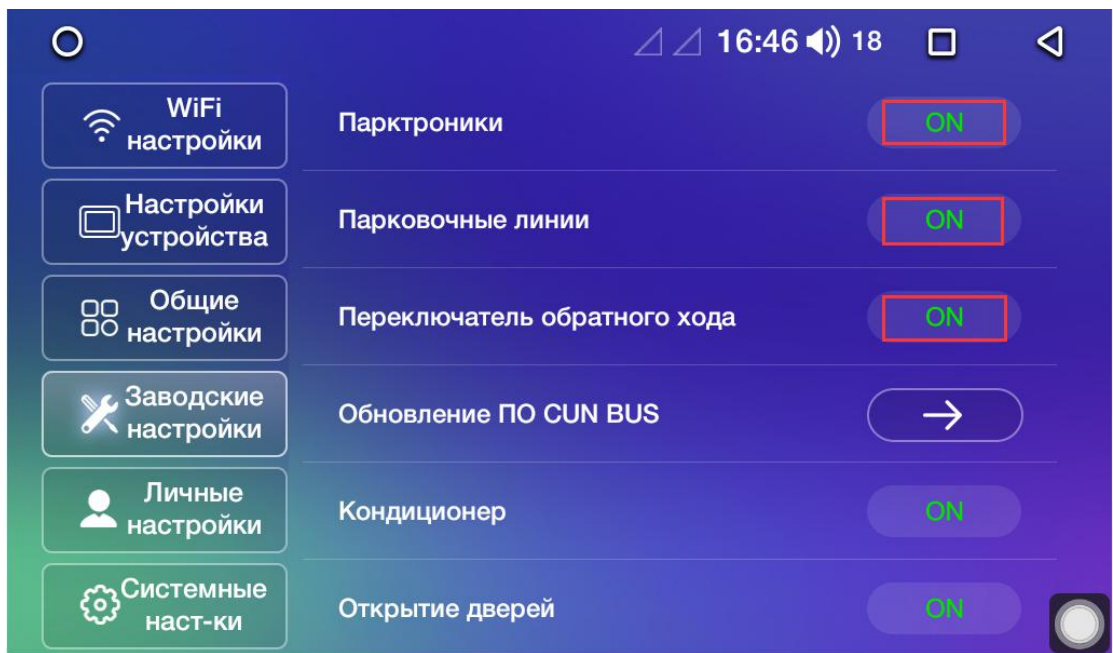 16:46 18
WiFi
настройки
Парктроники ON
Настройки
устройства
Парковочные линии ON
Общие
настройки
Переключатель обратного хода ON
Заводские
настройки
Обновление ПО CUN BUS
Личные
настройки
Кондиционер ON
Системные
наст-ки
Открытие дверей ON